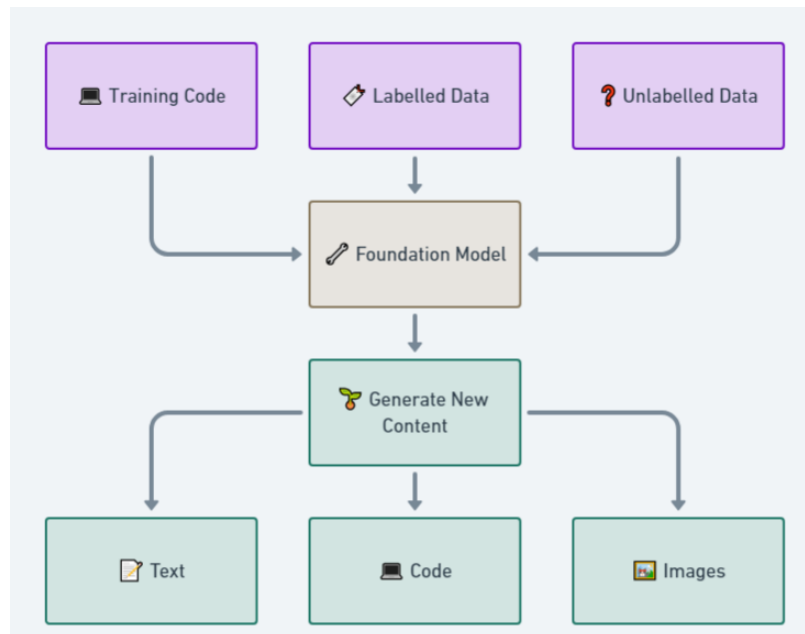 Training Code
Labelled Data
Unlabelled Data
Foundation Model
Generate New
Content
Text
Code
Images